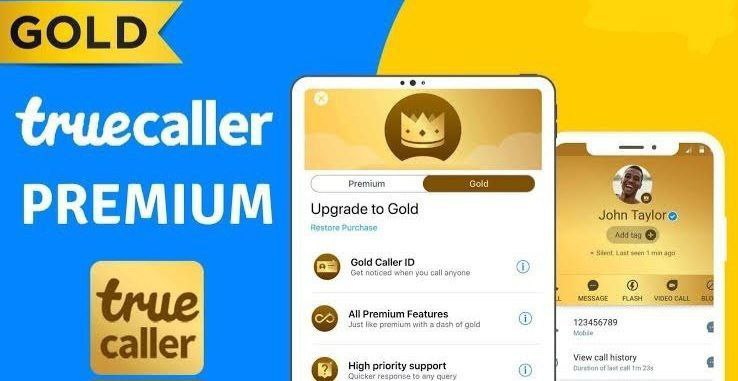 GOLD
truecaller
PREMIUM
true
caller
Premium
Gold
Upgrade to Gold
Restore Purchase
Gold Caller ID
Get noticed when you call anyone
All Premium Features
Just like premium with a dash of gold
High priority support
Quicker response to any query
John Taylor
Add tag
Silent. Last seen 1 min ago
MESSAGE
FLASH
VIDEO CALL
123456789
Mobile
View call history
Duration of last call 1m 23s